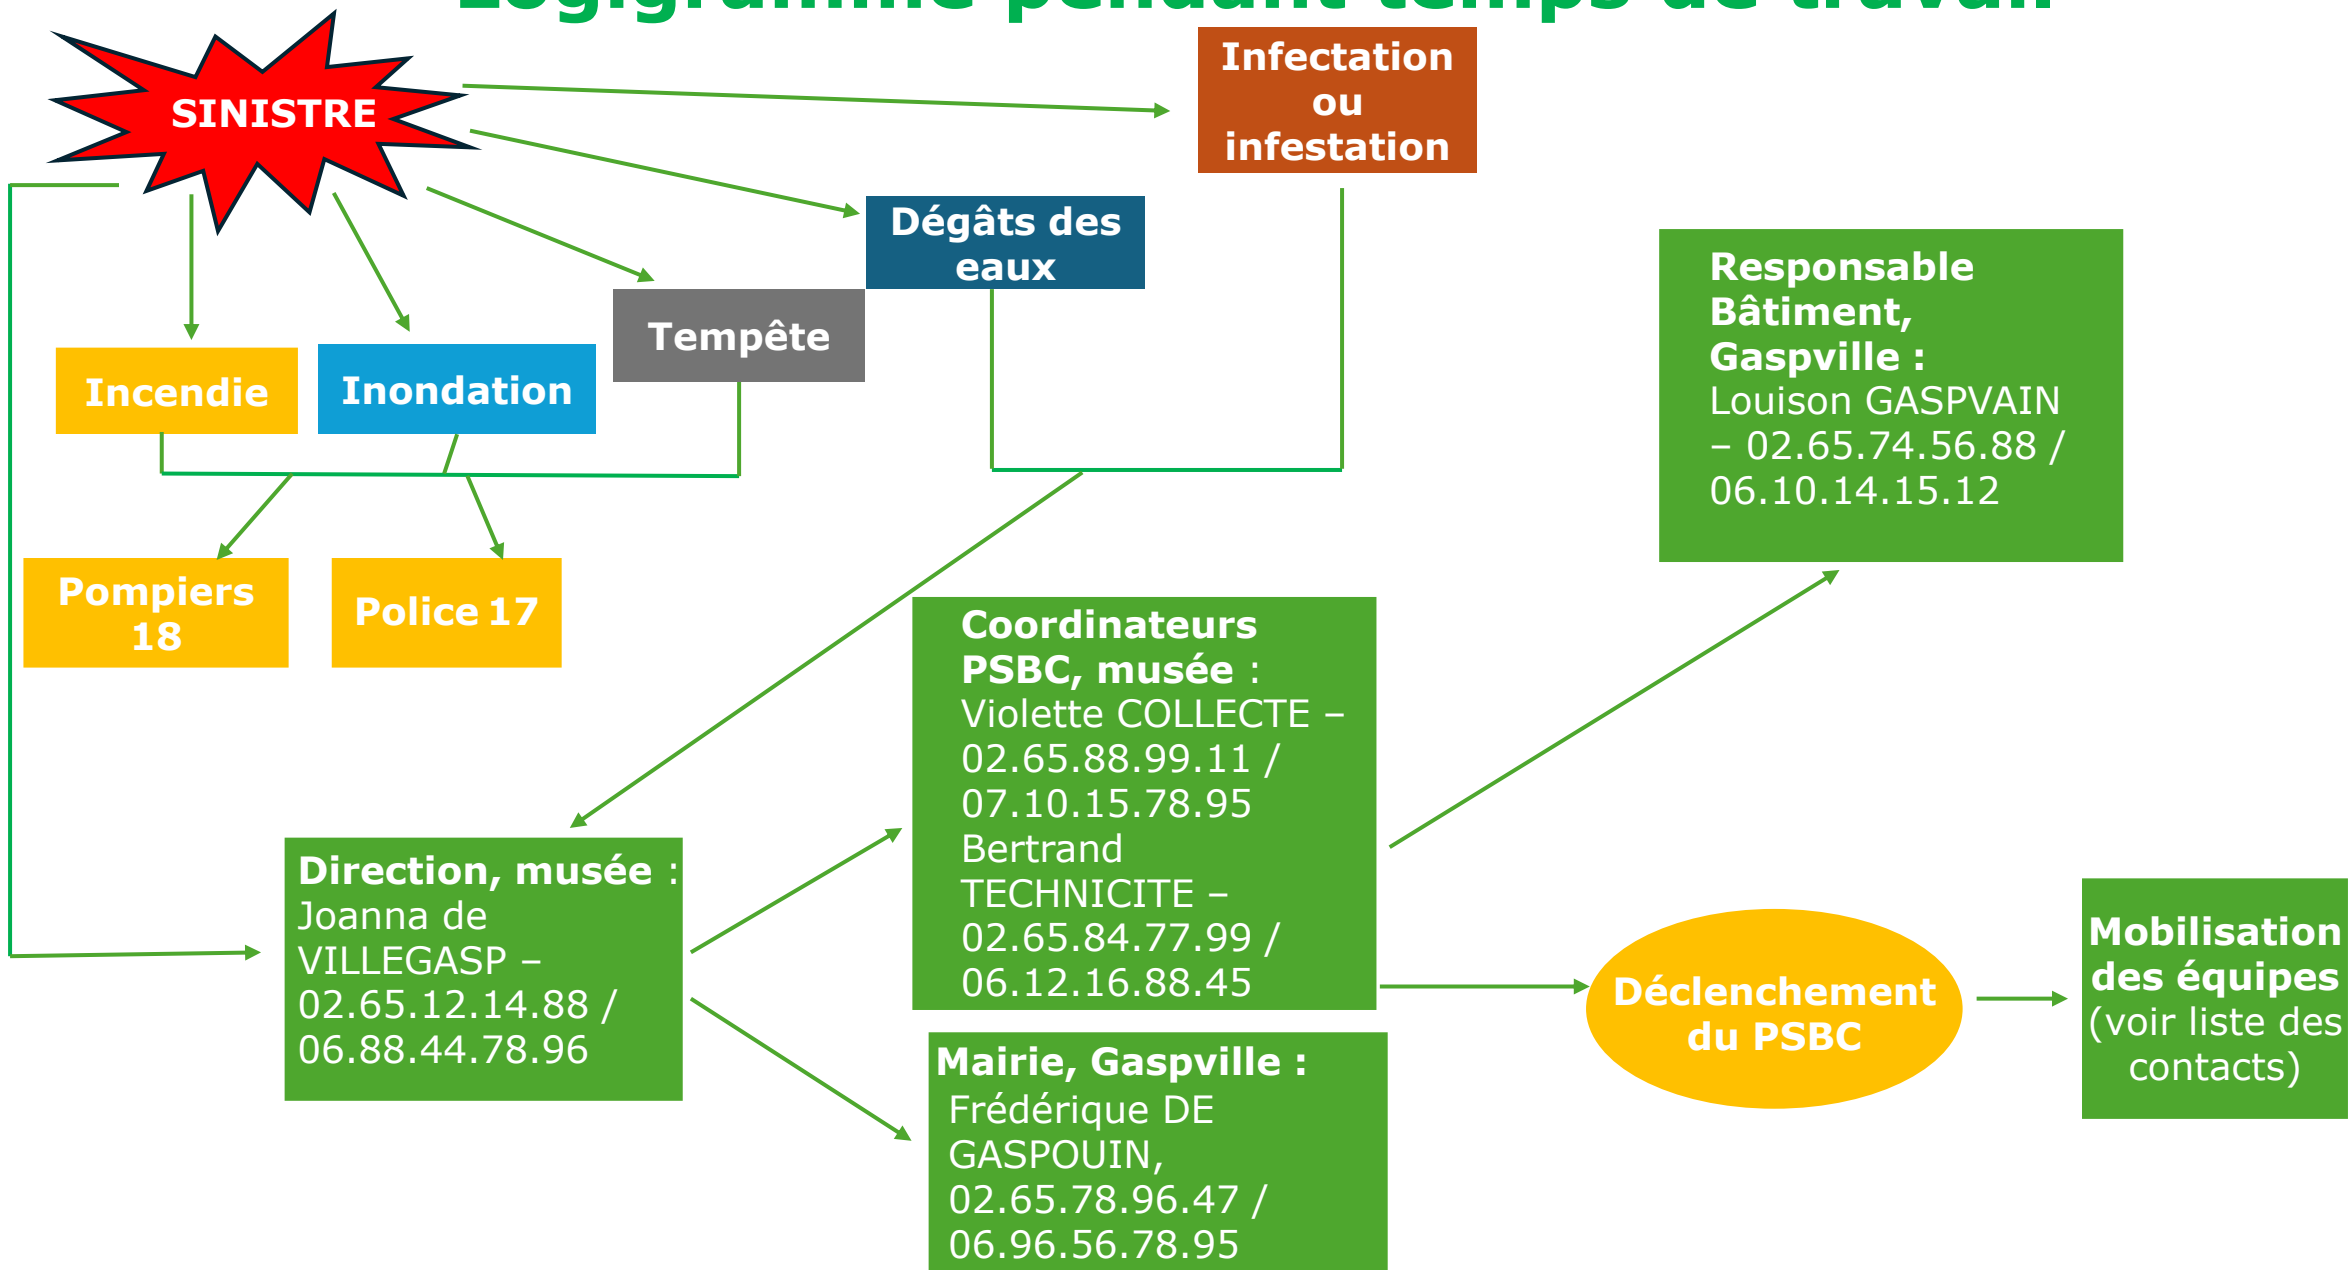 Logigramme pendant temps de travail
SINISTRE
Infectation
ou
infestation
Dégâts des
eaux
Tempête
Incendie
Inondation
Pompiers
18
Police 17
Responsable
Bâtiment,
Gaspville :
Louison GASPVAIN
– 02.65.74.56.88 /
06.10.14.15.12
Coordinateurs
PSBC, musée :
Violette COLLECTE –
02.65.88.99.11 /
07.10.15.78.95
Bertrand
TECHNICITE –
02.65.84.77.99 /
06.12.16.88.45
Direction, musée :
Joanna de
VILLEGASP –
02.65.12.14.88 /
06.88.44.78.96
Mairie, Gaspville :
Frédérique DE
GASPOUIN,
02.65.78.96.47 /
06.96.56.78.95
Déclenchement
du PSBC
Mobilisation
des équipes
(voir liste des
contacts)